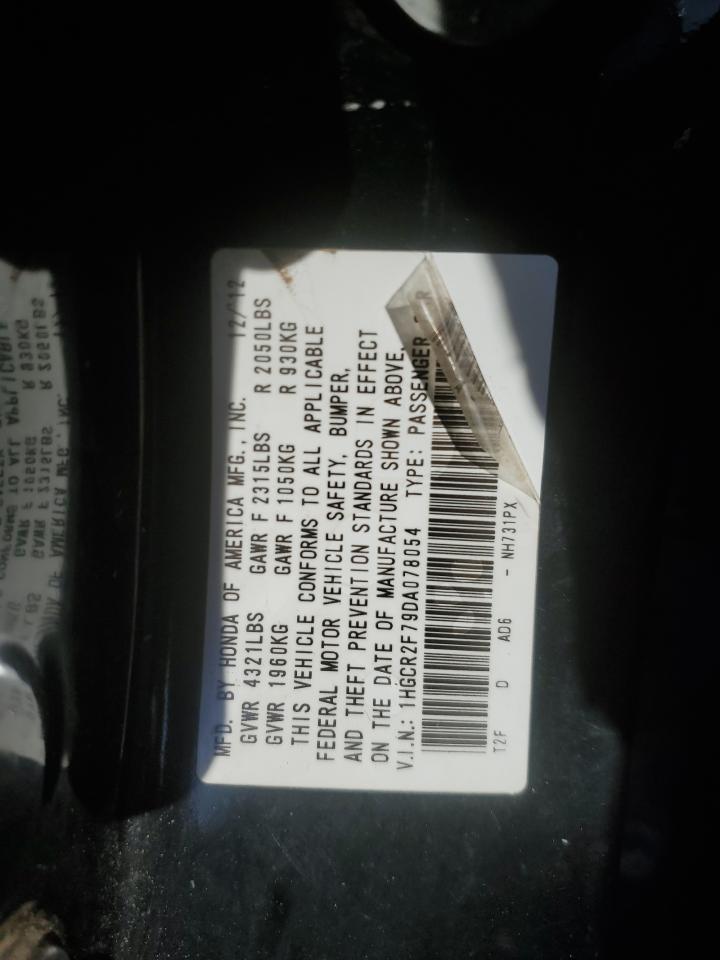 MFD. BY HONDA OF AMERICA MFG., INC. 12/12
GVWR 4321LBS GAWR F 2315LBS R 2050LBS
GVWR 1960KG GAWR F 1050KG R 930KG
THIS VEHICLE CONFORMS TO ALL APPLICABLE
FEDERAL MOTOR VEHICLE SAFETY, BUMPER,
AND THEFT PREVENTION STANDARDS IN EFFECT
ON THE DATE OF MANUFACTURE SHOWN ABOVE.
V.I.N.: 1HGCR2F79DA078054 TYPE: PASSENGER
T2F D AD6 - NH731PX